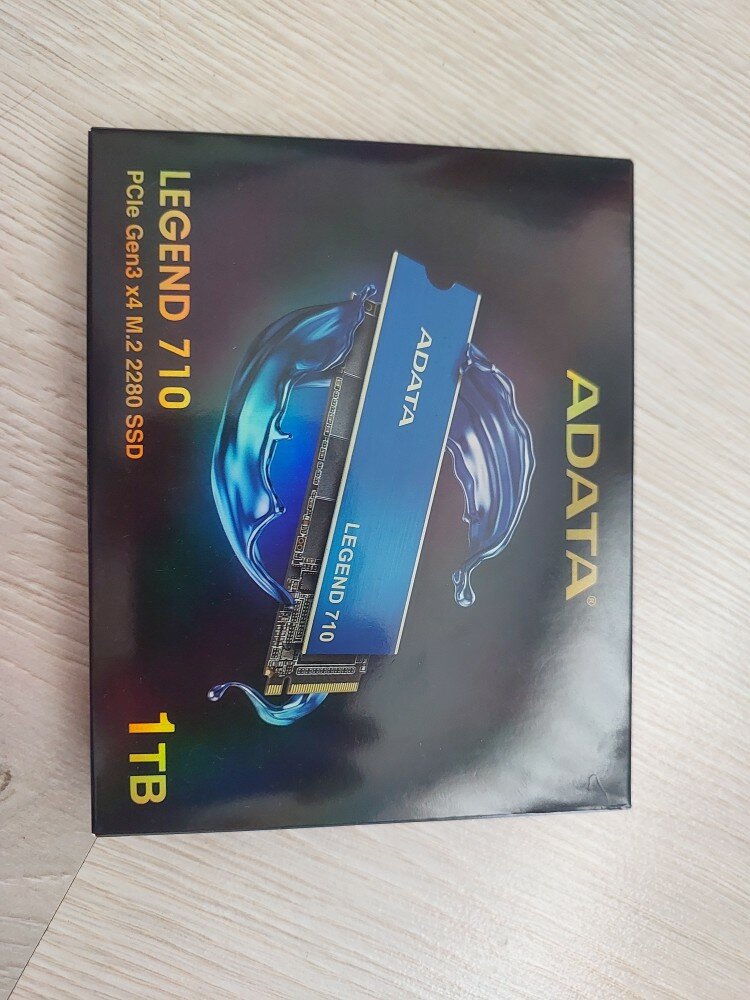 ADATA®
ADATA
LEGEND 710
LEGEND 710
PCIe Gen3 x4 M.2 2280 SSD
1TB